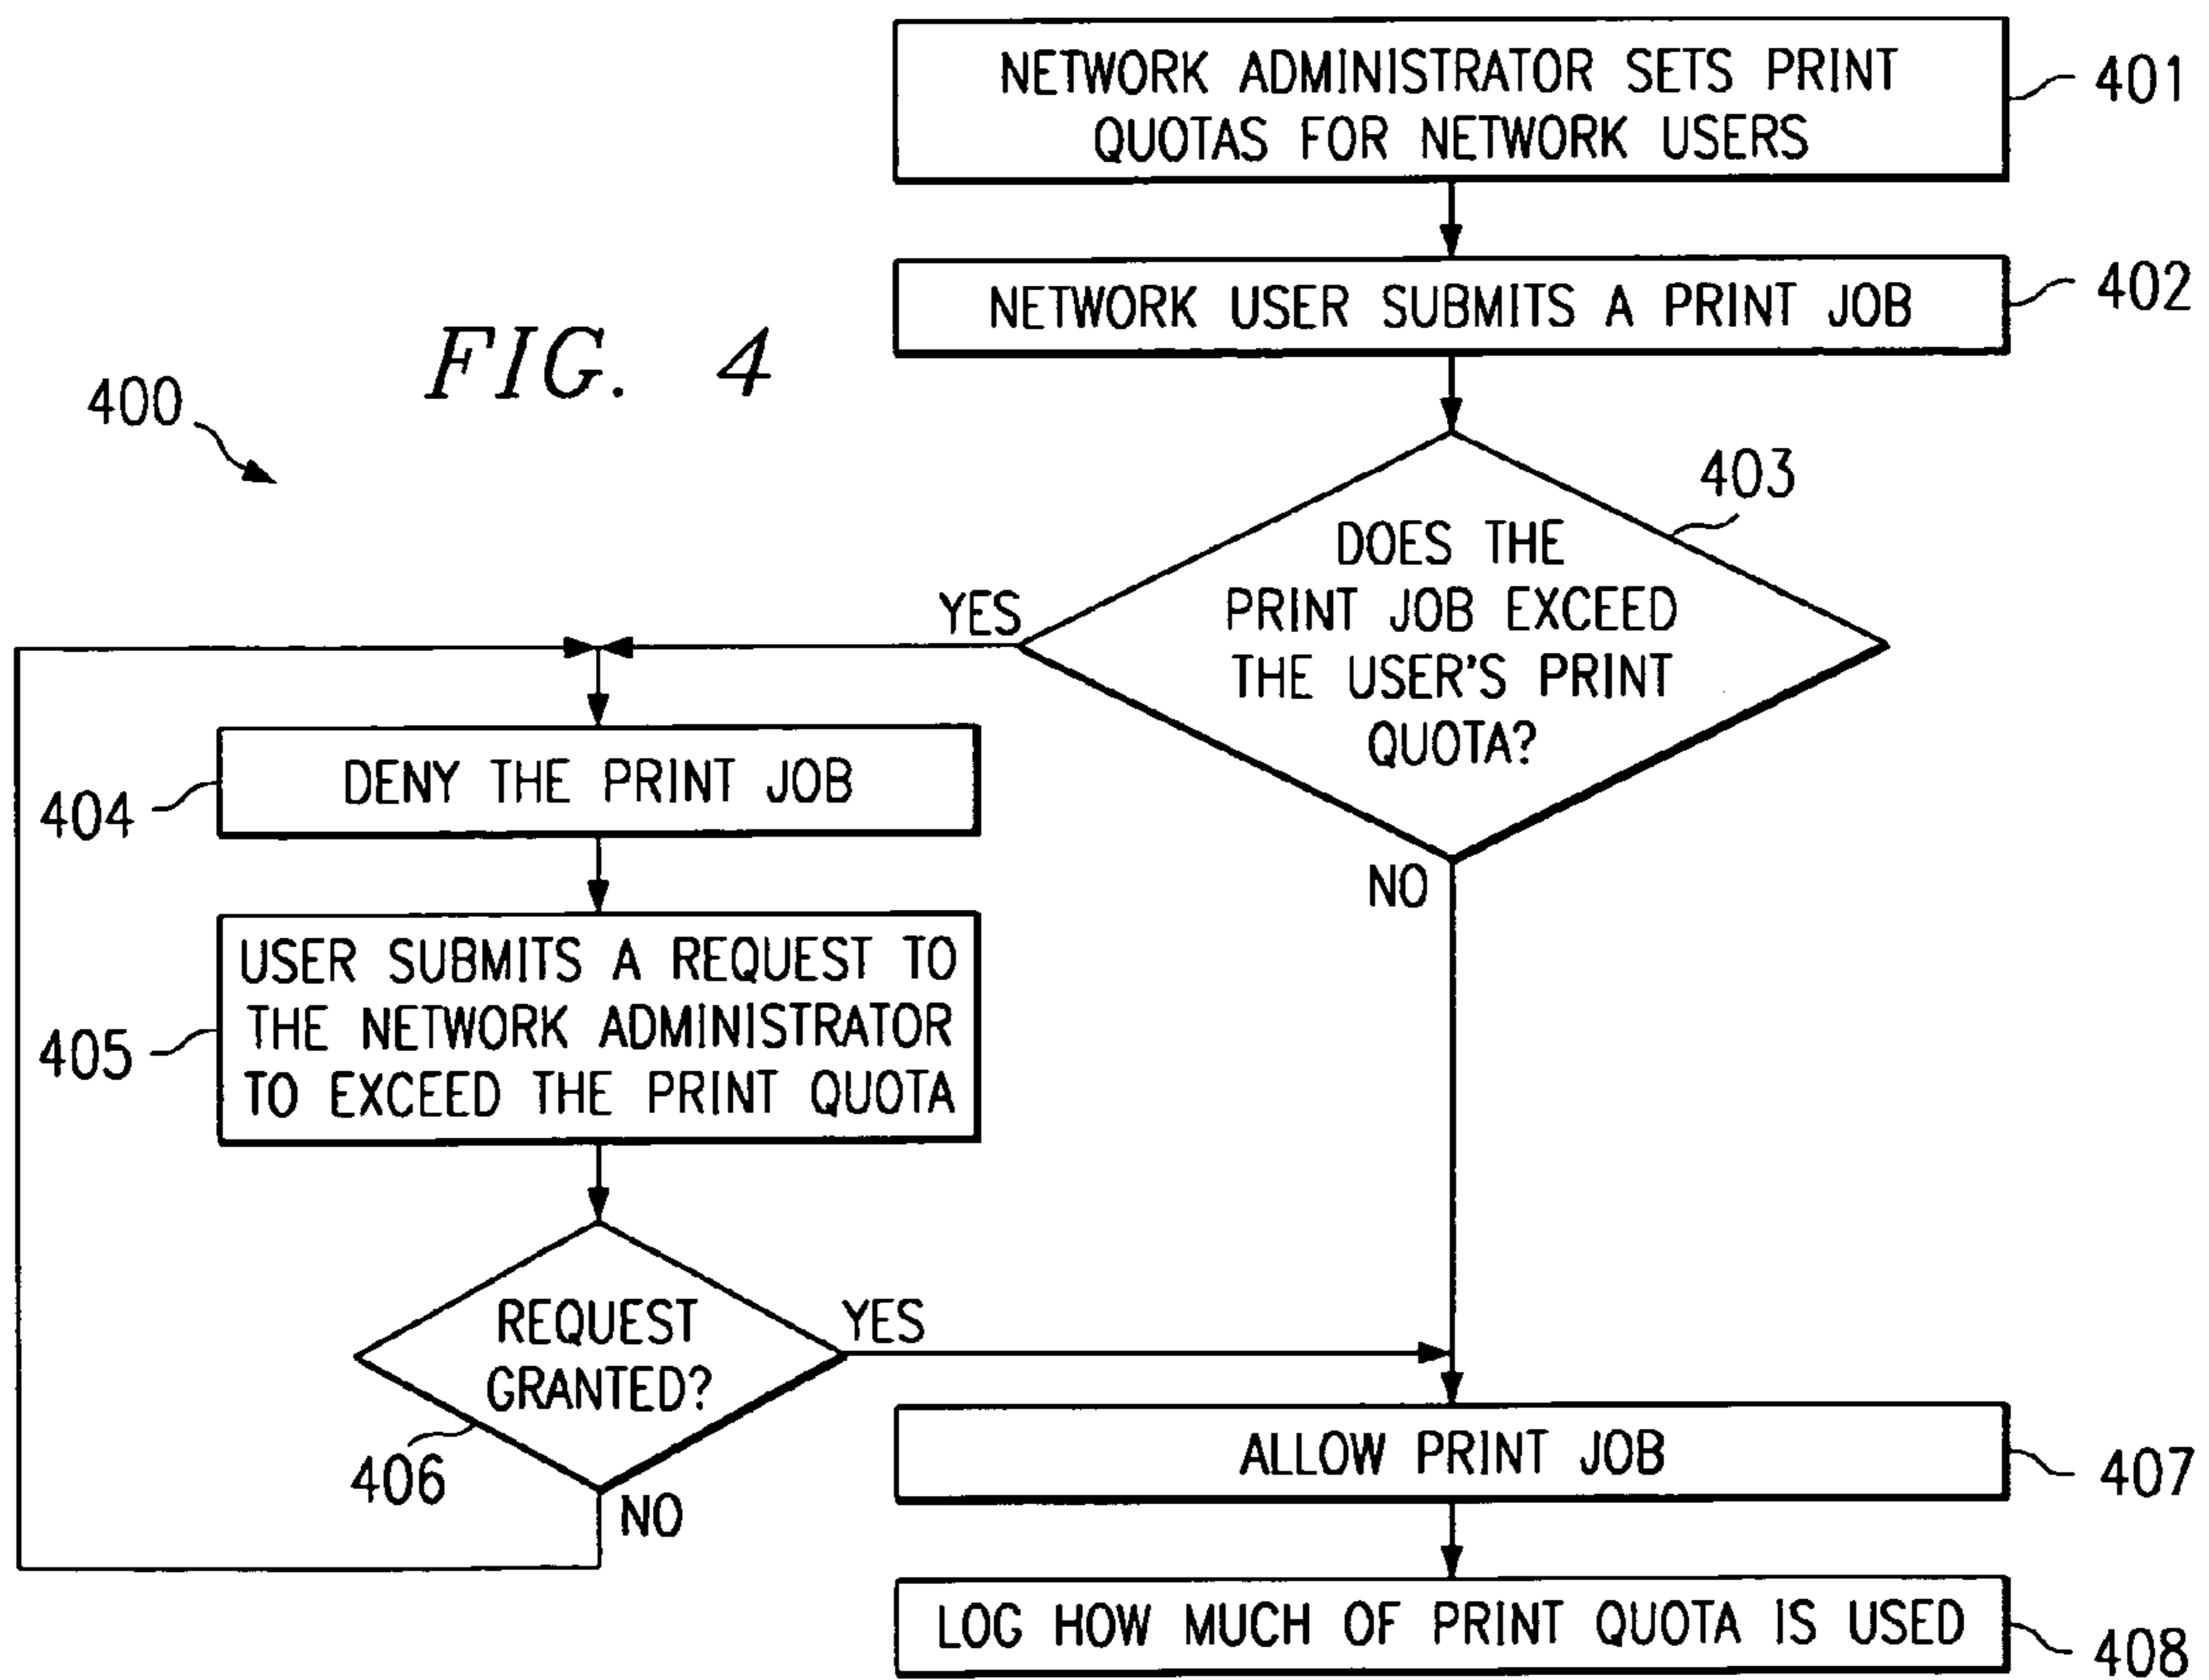 NETWORK ADMINISTRATOR SETS PRINT
QUOTAS FOR NETWORK USERS
401
NETWORK USER SUBMITS A PRINT JOB
402
FIG. 4
400
403
DOES THE
PRINT JOB EXCEED
THE USER'S PRINT
QUOTA?
YES
NO
DENY THE PRINT JOB
404
USER SUBMITS A REQUEST TO
THE NETWORK ADMINISTRATOR
TO EXCEED THE PRINT QUOTA
405
REQUEST
GRANTED?
YES
406
NO
ALLOW PRINT JOB
407
LOG HOW MUCH OF PRINT QUOTA IS USED
408